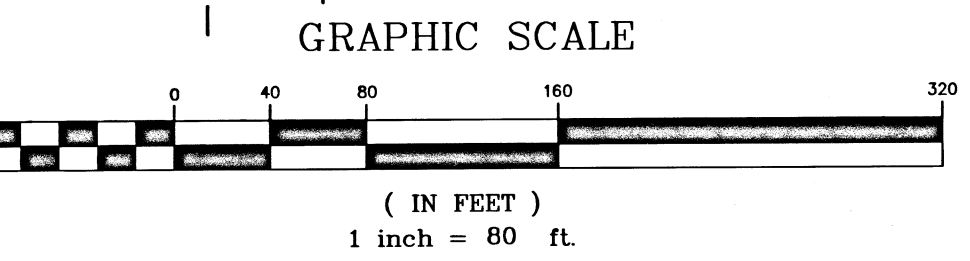 GRAPHIC SCALE
0 40 80 160 320
( IN FEET )
1 inch = 80 ft.